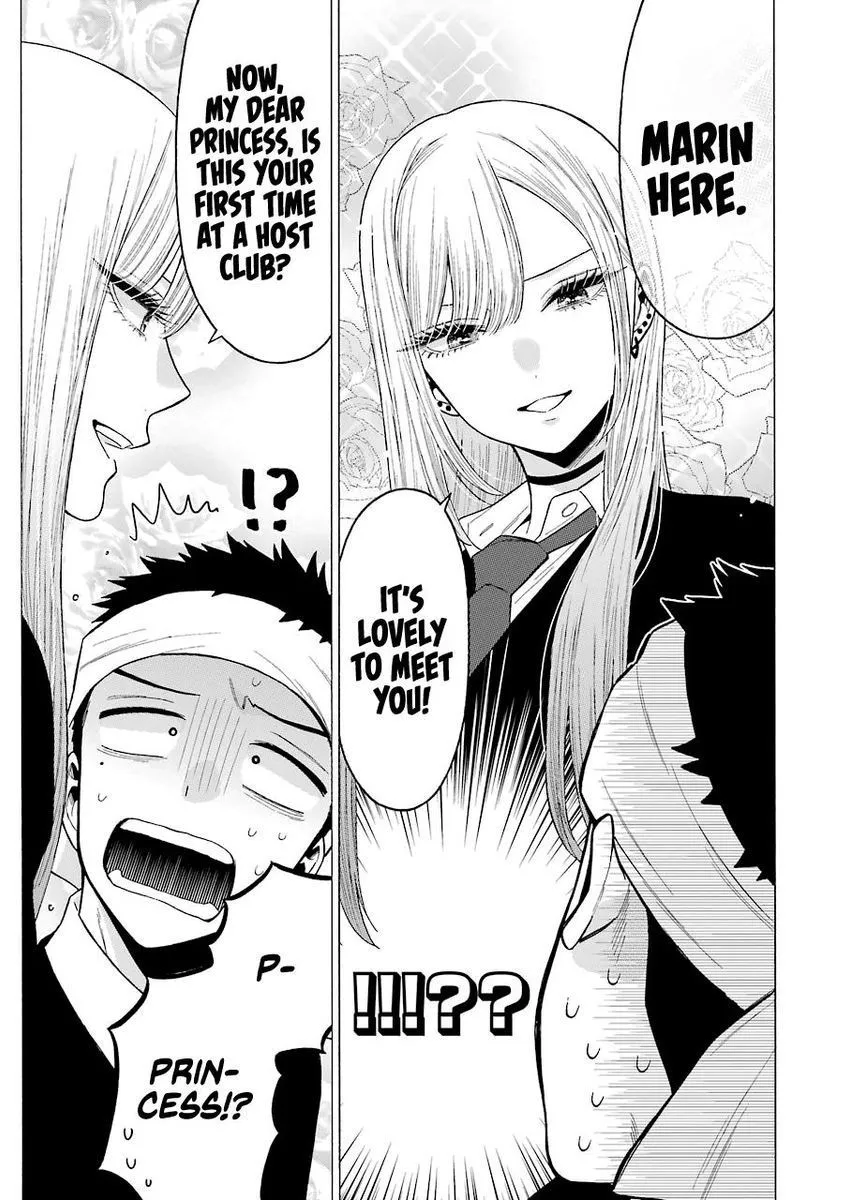 MARIN
HERE.
IT'S
LOVELY
TO MEET
YOU!
!!!??
NOW,
MY DEAR
PRINCESS, IS
THIS YOUR
FIRST TIME
AT A HOST
CLUB?
!?
P-
PRIN-
CESS!?